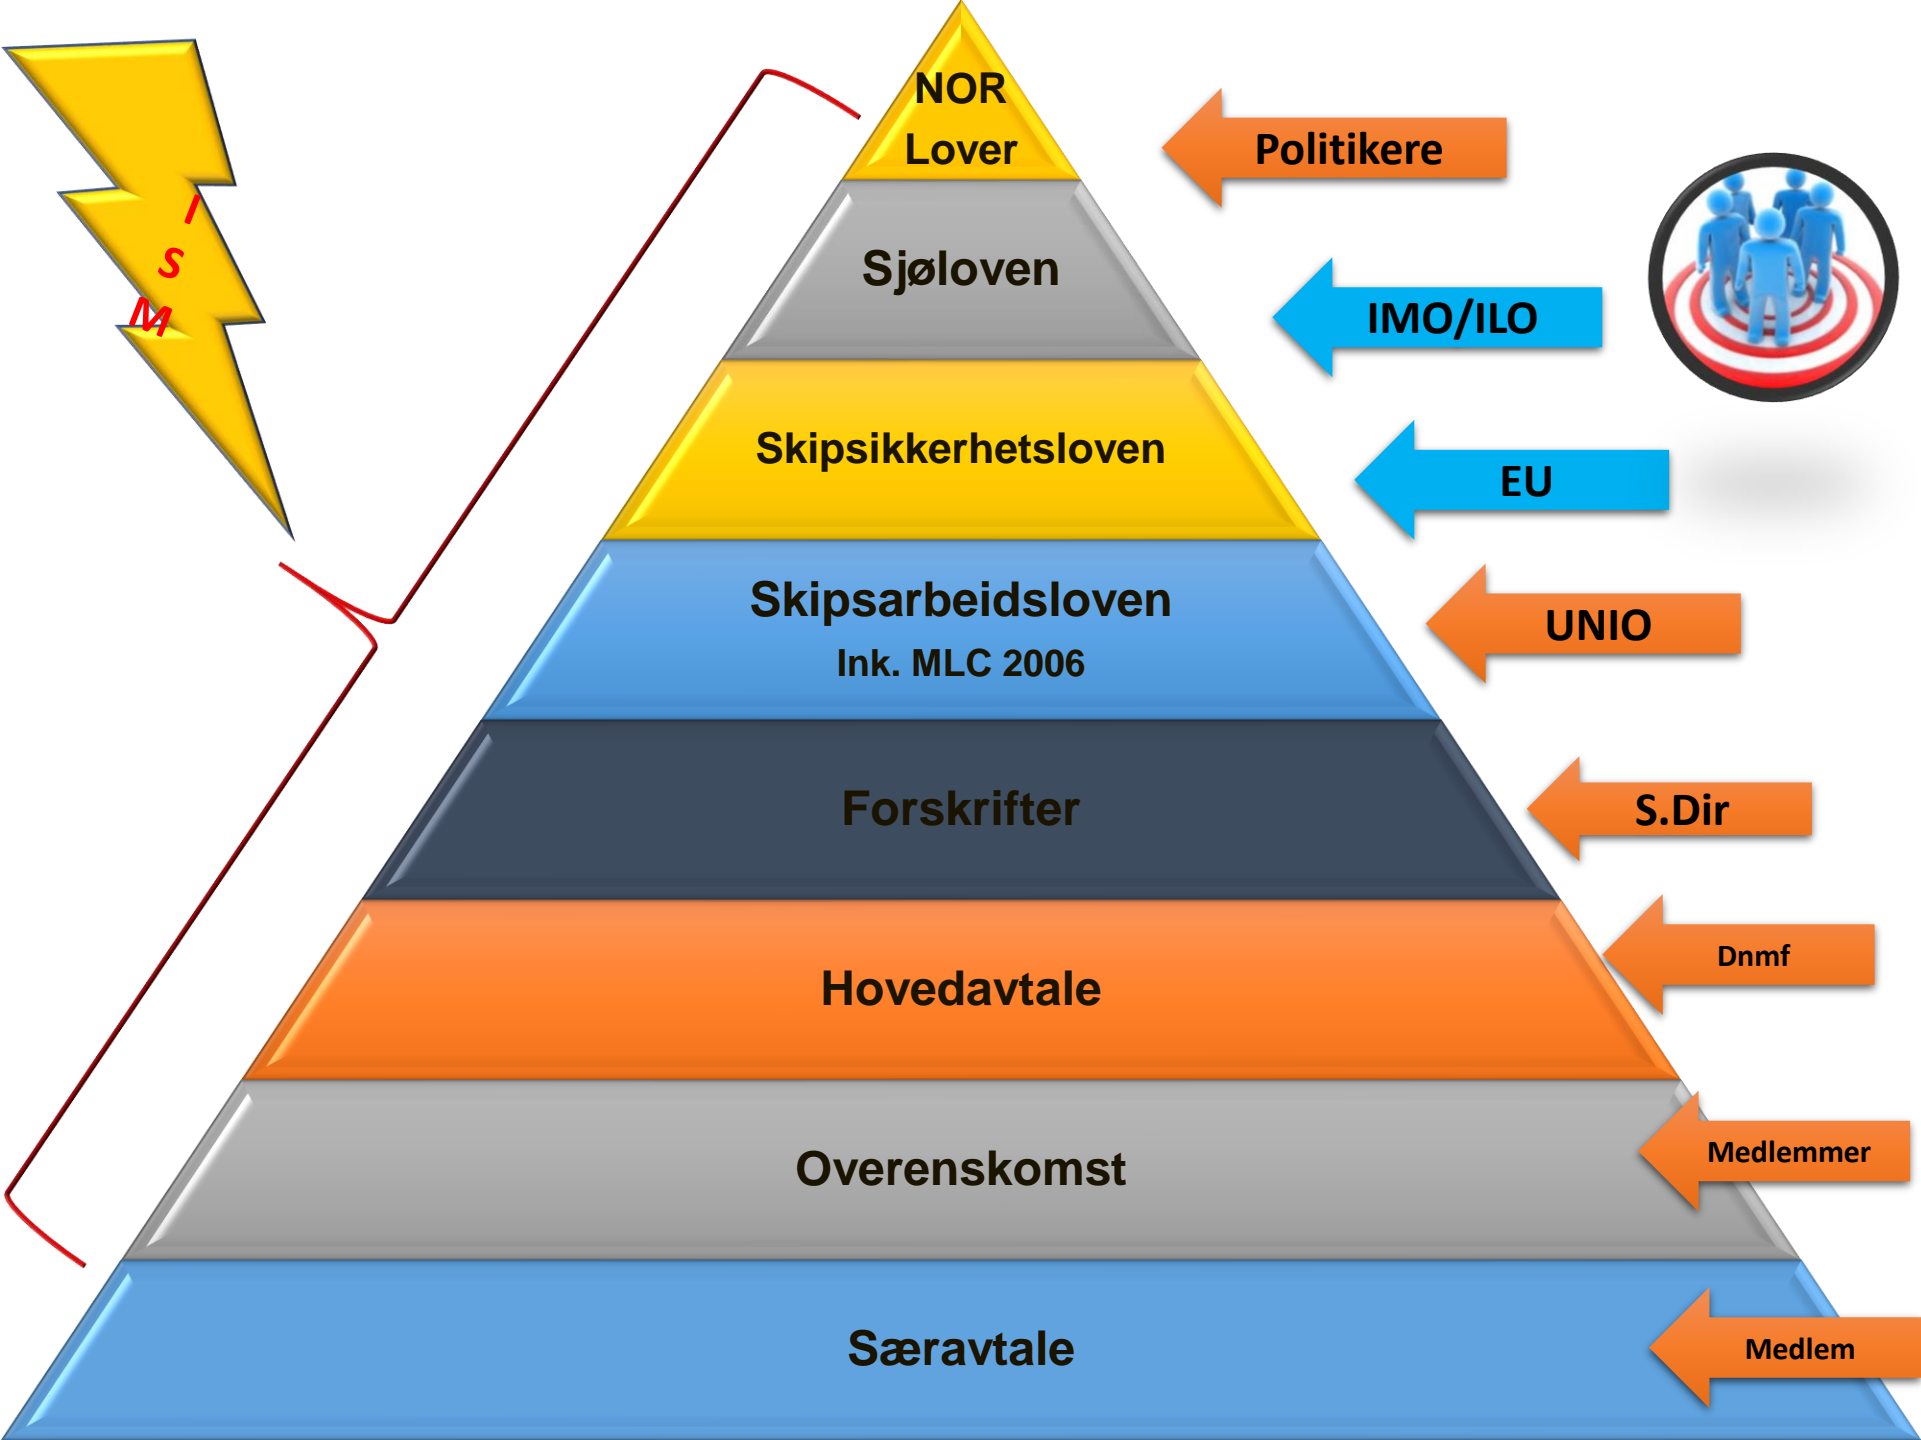 NOR
Lover
Politikere
I
S
M
Sjøloven
IMO/ILO
Skipsikkerhetsloven
EU
Skipsarbeidsloven
Ink. MLC 2006
UNIO
Forskrifter
S.Dir
Hovedavtale
Dnmf
Overenskomst
Medlemmer
Særavtale
Medlem